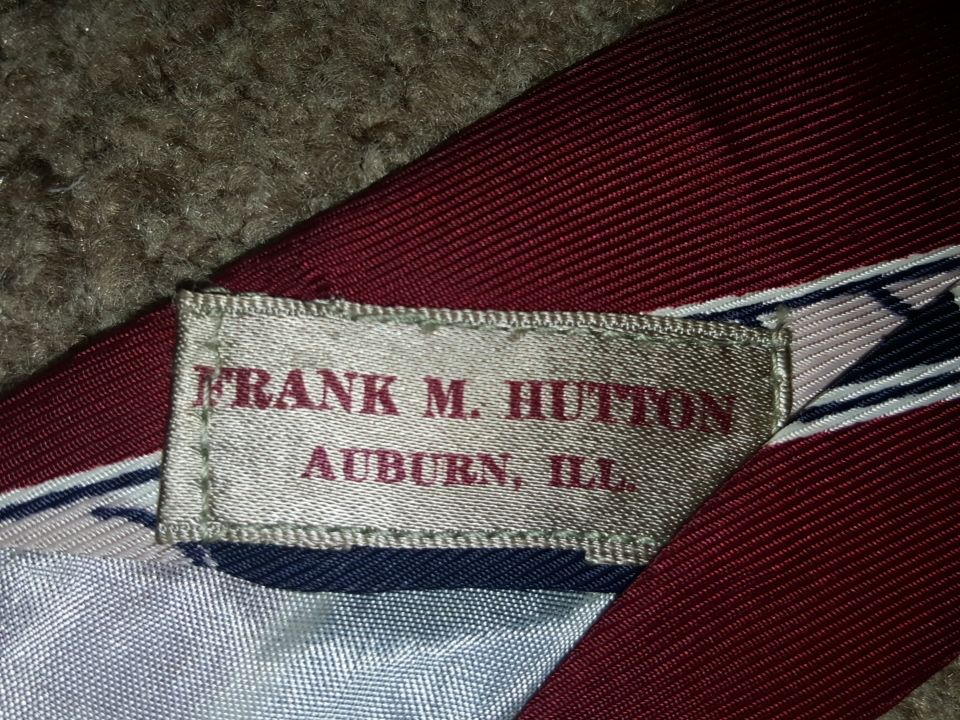 FRANK M. HUTTON
AUBURN, ILL.